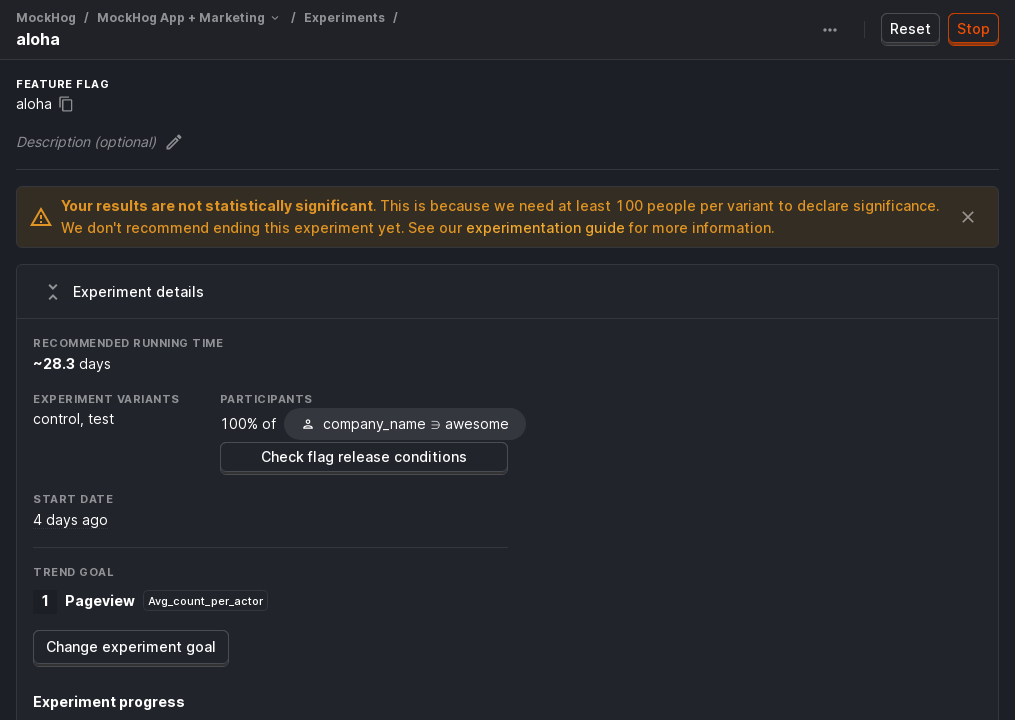 MockHog / MockHog App + Marketing / Experiments /
aloha
Reset
Stop
FEATURE FLAG
aloha
Description (optional)
Your results are not statistically significant. This is because we need at least 100 people per variant to declare significance.
We don't recommend ending this experiment yet. See our experimentation guide for more information.
Experiment details
RECOMMENDED RUNNING TIME
~28.3 days
EXPERIMENT VARIANTS
control, test
PARTICIPANTS
100% of company_name ∋ awesome
Check flag release conditions
START DATE
4 days ago
TREND GOAL
1 Pageview Avg_count_per_actor
Change experiment goal
Experiment progress